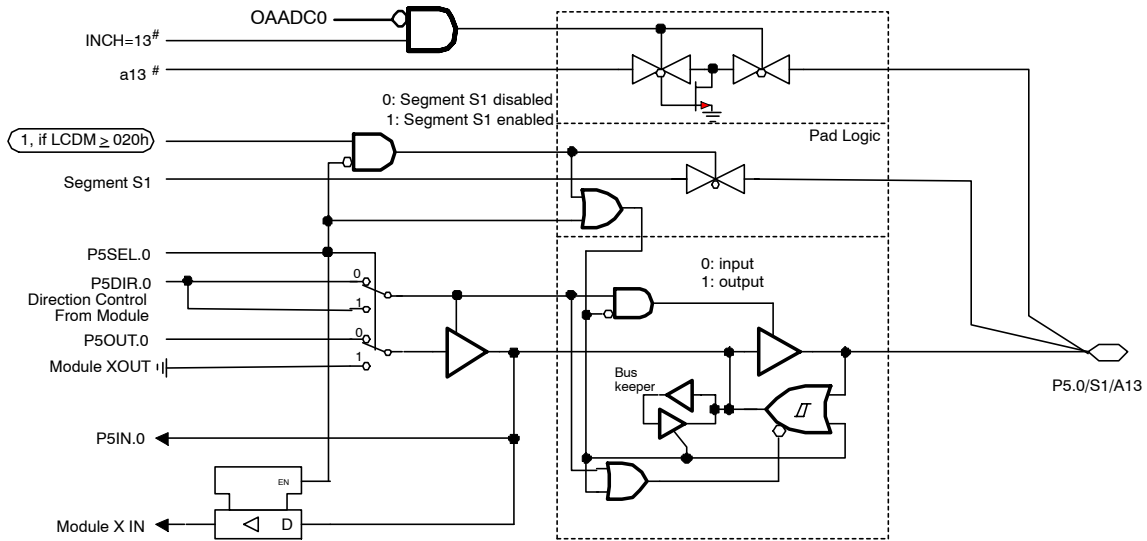 OAADC0
INCH=13#
a13 #
0: Segment S1 disabled
1: Segment S1 enabled
Pad Logic
1, if LCDM ≥ 020h
Segment S1
P5SEL.0
0: input
1: output
P5DIR.0
0
Direction Control
From Module
1
P5OUT.0
0
Module XOUT
1
Bus
keeper
P5.0/S1/A13
P5IN.0
EN
Module X IN
D